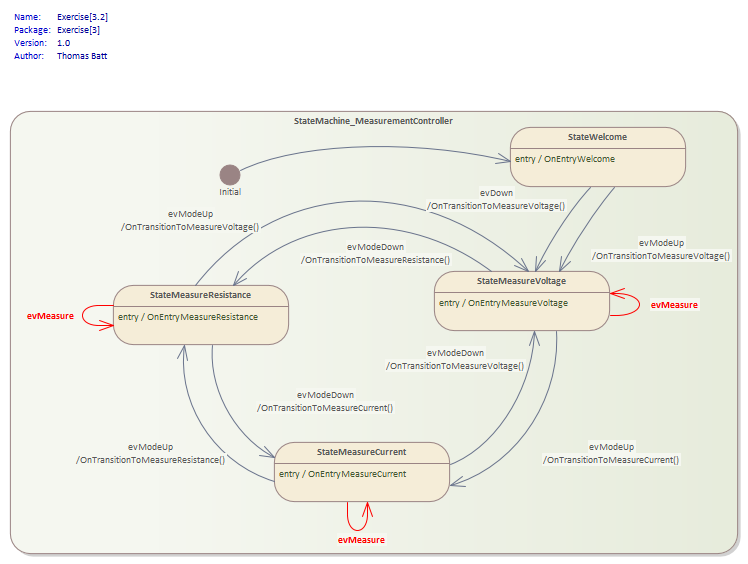 Name: Exercise[3.2]
Package: Exercise[3]
Version: 1.0
Author: Thomas Batt
StateMachine_MeasurementController
StateWelcome
entry / OnEntryWelcome
Initial
evDown
/OnTransitionToMeasureVoltage()
evModeUp
/OnTransitionToMeasureVoltage()
evModeDown
/OnTransitionToMeasureResistance()
evModeUp
/OnTransitionToMeasureVoltage()
StateMeasureVoltage
entry / OnEntryMeasureVoltage
StateMeasureResistance
entry / OnEntryMeasureResistance
evMeasure
evMeasure
evModeDown
/OnTransitionToMeasureVoltage()
evModeDown
/OnTransitionToMeasureCurrent()
evModeUp
/OnTransitionToMeasureResistance()
StateMeasureCurrent
entry / OnEntryMeasureCurrent
evModeUp
/OnTransitionToMeasureCurrent()
evMeasure